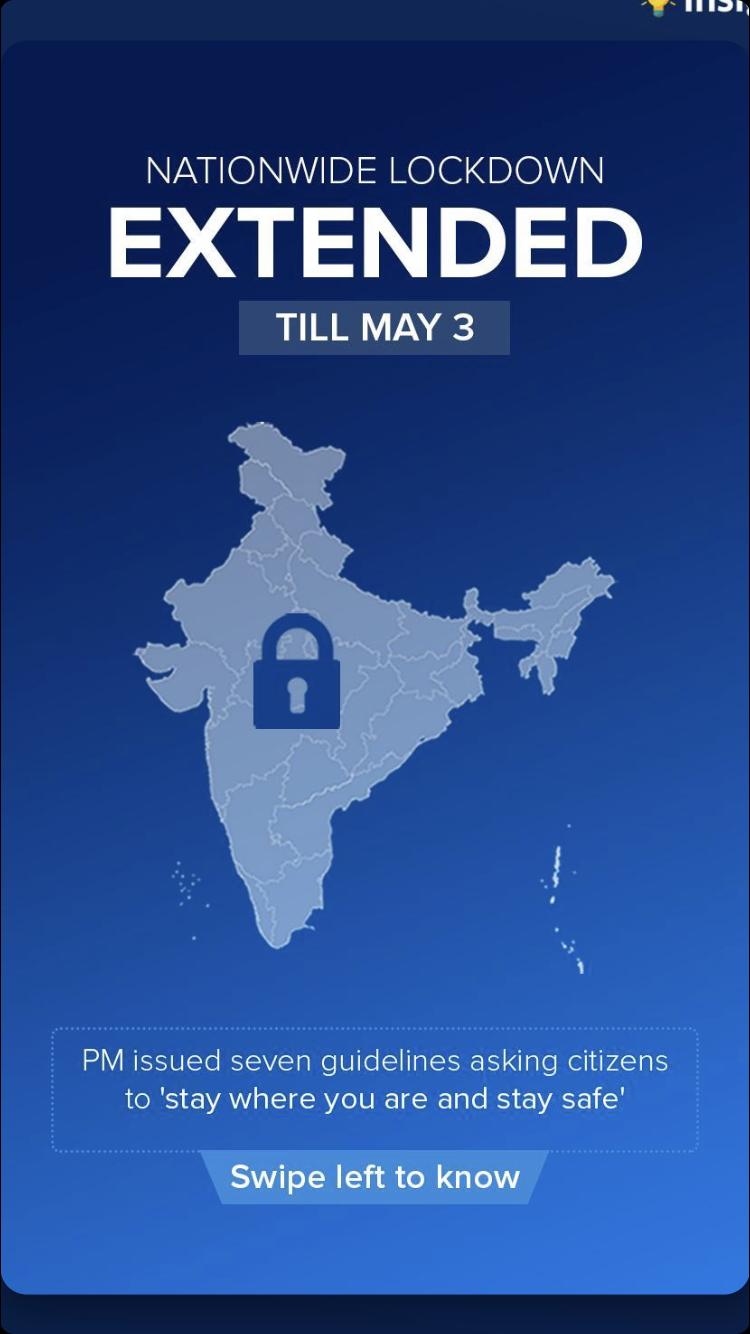 NATIONWIDE LOCKDOWN
EXTENDED
TILL MAY 3
PM issued seven guidelines asking citizens
to 'stay where you are and stay safe'
Swipe left to know